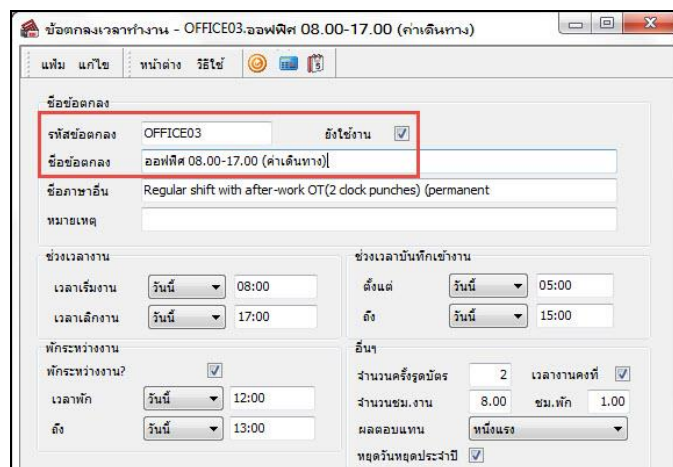 ข้อตกลงเวลาทำงาน - OFFICE03.ออฟฟิศ 08.00-17.00 (ค่าเดินทาง)
แฟ้ม แก้ไข หน้าต่าง วิธีใช้
ชื่อข้อตกลง
รหัสข้อตกลง OFFICE03 ยังใช้งาน
ชื่อข้อตกลง ออฟฟิศ 08.00-17.00 (ค่าเดินทาง)
ชื่อภาษาอื่น Regular shift with after-work OT(2 clock punches) (permanent
หมายเหตุ
ช่วงเวลางาน
เวลาเริ่มงาน วันนี้ 08:00
เวลาเลิกงาน วันนี้ 17:00
ช่วงเวลาบันทึกเข้างาน
ตั้งแต่ วันนี้ 05:00
ถึง วันนี้ 15:00
พักระหว่างงาน
พักระหว่างงาน?
เวลาพัก วันนี้ 12:00
ถึง วันนี้ 13:00
อื่นๆ
จำนวนครั้งรูดบัตร 2 เวลางานคงที่
จำนวนชม.งาน 8.00 ชม.พัก 1.00
ผลตอบแทน หนึ่งแรง
หยุดวันหยุดประจำปี